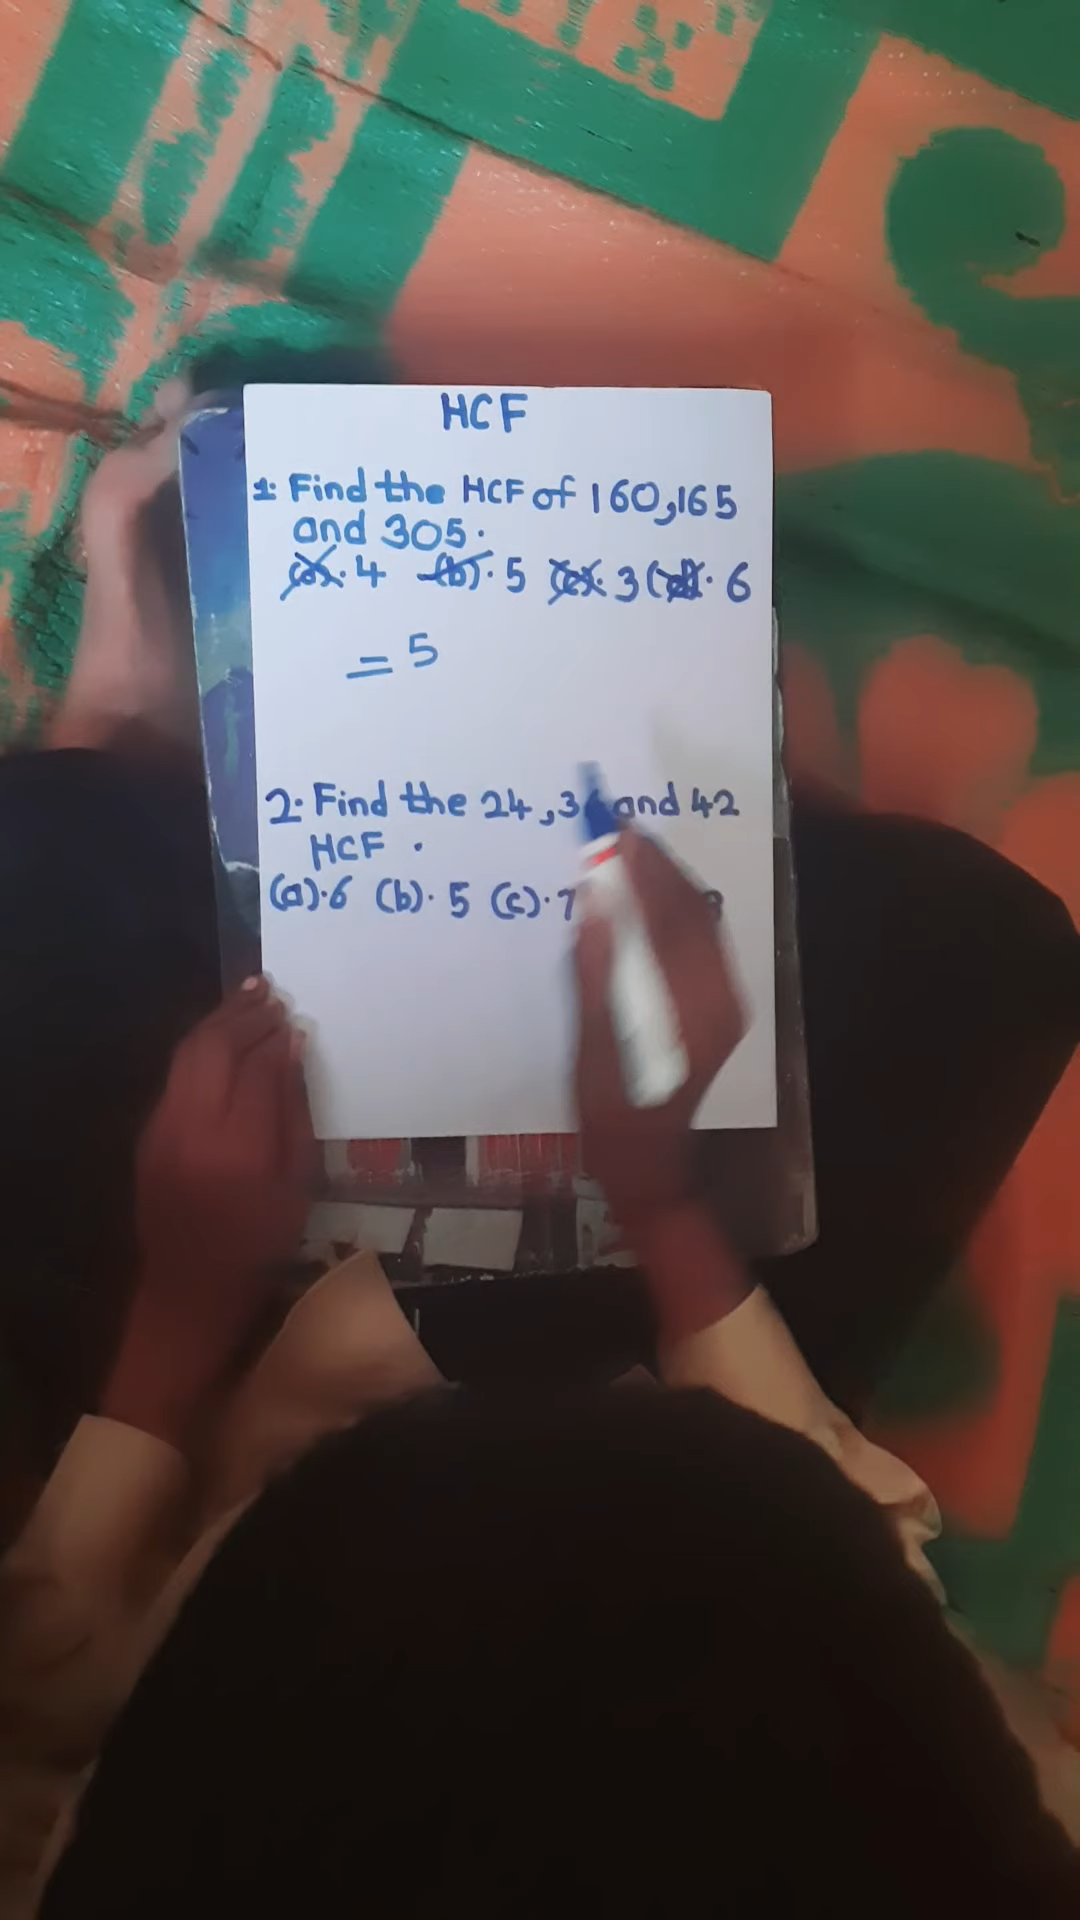 HCF
1. Find the HCF of 160,165
and 305.
(a). 4 (b). 5 (c). 3 (d). 6
= 5
2. Find the 24, and 42
HCF .
(a).6 (b). 5 (c).7